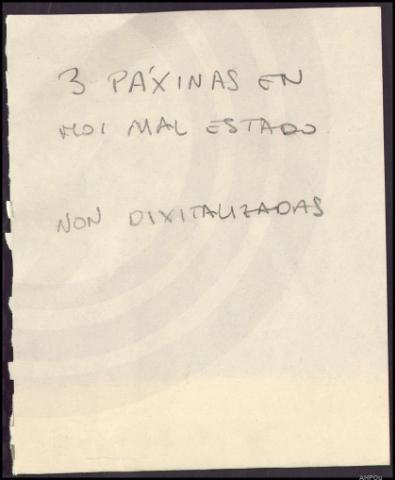 3 PÁXINAS EN
MOI MAL ESTADO
NON DIXITALIZADAS
AHPOu